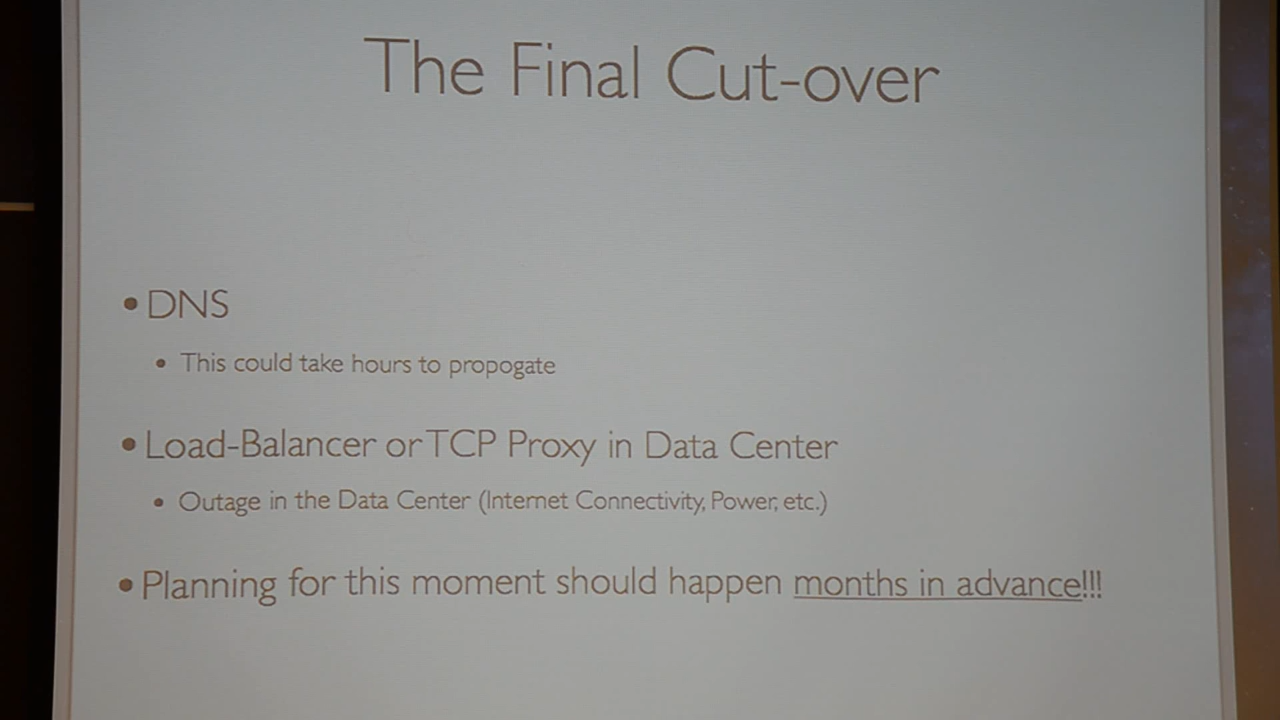 The Final Cut-over
• DNS
• This could take hours to propogate
• Load-Balancer or TCP Proxy in Data Center
• Outage in the Data Center (Internet Connectivity, Power, etc.)
• Planning for this moment should happen months in advance!!!